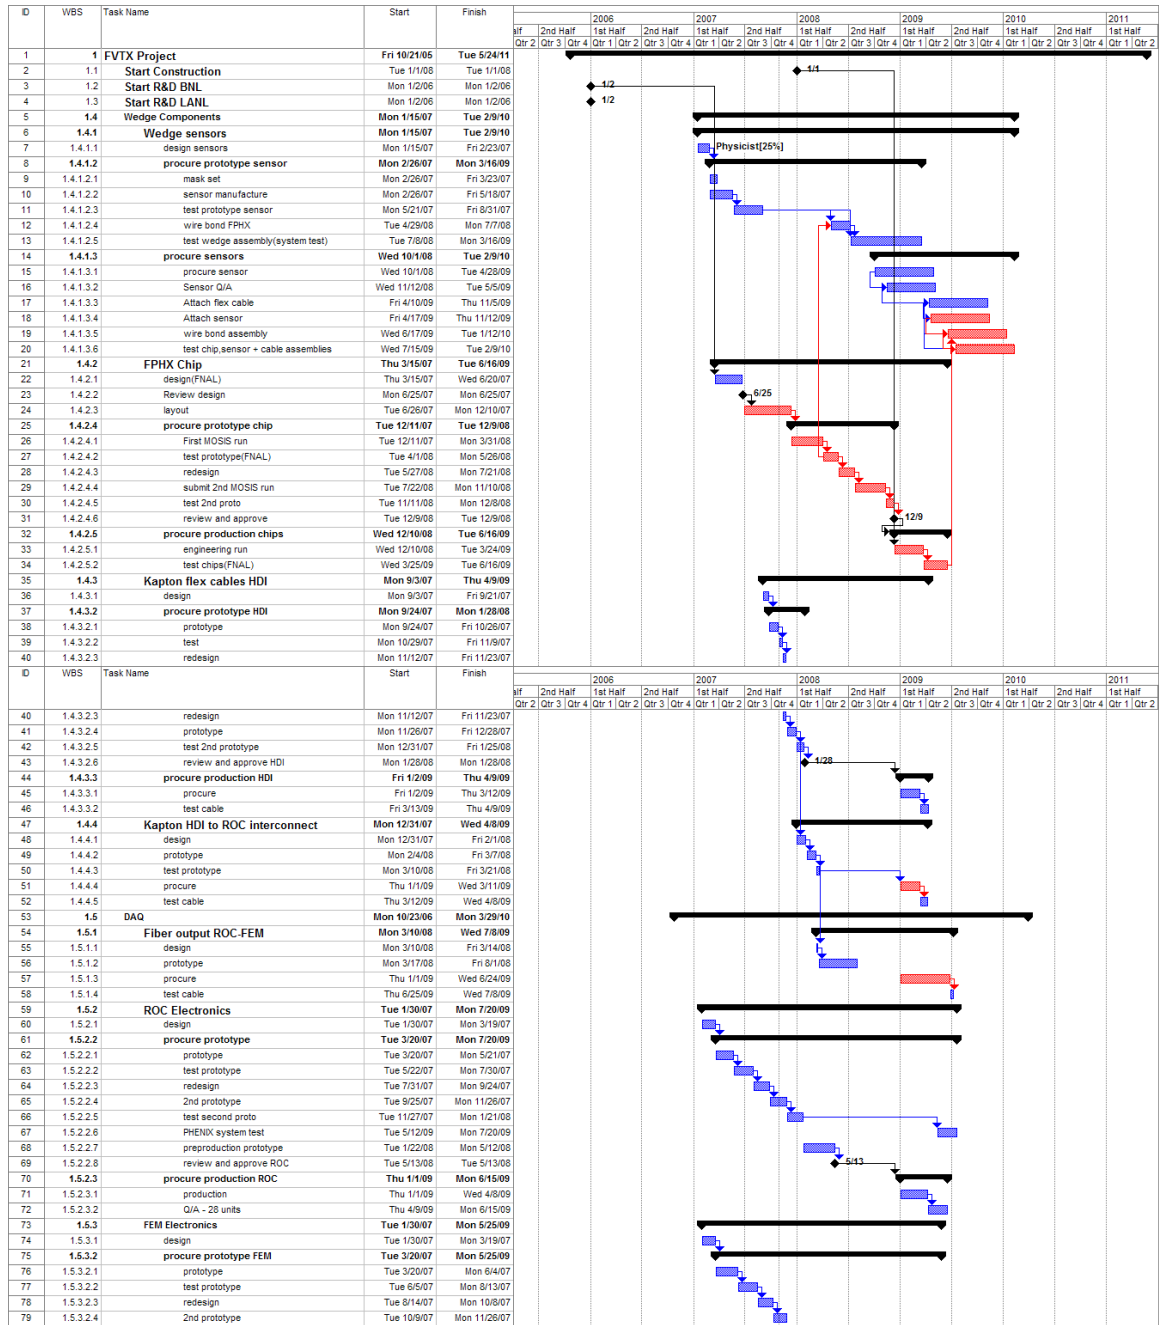 ID WBS Task Name Start Finish
2006 2007 2008 2009 2010 2011
alf 2nd Half 1st Half 2nd Half 1st Half 2nd Half 1st Half 2nd Half 1st Half 2nd Half 1st Half 2nd Half 1st Half
Qtr 2 Qtr 3 Qtr 4 Qtr 1 Qtr 2 Qtr 3 Qtr 4 Qtr 1 Qtr 2 Qtr 3 Qtr 4 Qtr 1 Qtr 2 Qtr 3 Qtr 4 Qtr 1 Qtr 2 Qtr 3 Qtr 4 Qtr 1 Qtr 2 Qtr 3 Qtr 4 Qtr 1 Qtr 2
1 1 FVTX Project Fri 10/21/05 Tue 5/24/11
2 1.1 Start Construction Tue 1/1/08 Tue 1/1/08 1/1
3 1.2 Start R&D BNL Mon 1/2/06 Mon 1/2/06 1/2
4 1.3 Start R&D LANL Mon 1/2/06 Mon 1/2/06 1/2
5 1.4 Wedge Components Mon 1/15/07 Tue 2/9/10
6 1.4.1 Wedge sensors Mon 1/15/07 Tue 2/9/10
7 1.4.1.1 design sensors Mon 1/15/07 Fri 2/23/07 Physicist[25%]
8 1.4.1.2 procure prototype sensor Mon 2/26/07 Mon 3/16/09
9 1.4.1.2.1 mask set Mon 2/26/07 Fri 3/23/07
10 1.4.1.2.2 sensor manufacture Mon 2/26/07 Fri 5/18/07
11 1.4.1.2.3 test prototype sensor Mon 5/21/07 Fri 8/31/07
12 1.4.1.2.4 wire bond FPHX Tue 4/29/08 Mon 7/7/08
13 1.4.1.2.5 test wedge assembly(system test) Tue 7/8/08 Mon 3/16/09
14 1.4.1.3 procure sensors Wed 10/1/08 Tue 2/9/10
15 1.4.1.3.1 procure sensor Wed 10/1/08 Tue 4/28/09
16 1.4.1.3.2 Sensor Q/A Wed 11/12/08 Tue 5/5/09
17 1.4.1.3.3 Attach flex cable Fri 4/10/09 Thu 11/5/09
18 1.4.1.3.4 Attach sensor Fri 4/17/09 Thu 11/12/09
19 1.4.1.3.5 wire bond assembly Wed 6/17/09 Tue 1/12/10
20 1.4.1.3.6 test chip,sensor + cable assemblies Wed 7/15/09 Tue 2/9/10
21 1.4.2 FPHX Chip Thu 3/15/07 Tue 6/16/09
22 1.4.2.1 design(FNAL) Thu 3/15/07 Wed 6/20/07
23 1.4.2.2 Review design Mon 6/25/07 Mon 6/25/07 6/25
24 1.4.2.3 layout Tue 6/26/07 Mon 12/10/07
25 1.4.2.4 procure prototype chip Tue 12/11/07 Tue 12/9/08
26 1.4.2.4.1 First MOSIS run Tue 12/11/07 Mon 3/31/08
27 1.4.2.4.2 test prototype(FNAL) Tue 4/1/08 Mon 5/26/08
28 1.4.2.4.3 redesign Tue 5/27/08 Mon 7/21/08
29 1.4.2.4.4 submit 2nd MOSIS run Tue 7/22/08 Mon 11/10/08
30 1.4.2.4.5 test 2nd proto Tue 11/11/08 Mon 12/8/08
31 1.4.2.4.6 review and approve Tue 12/9/08 Tue 12/9/08 12/9
32 1.4.2.5 procure production chips Wed 12/10/08 Tue 6/16/09
33 1.4.2.5.1 engineering run Wed 12/10/08 Tue 3/24/09
34 1.4.2.5.2 test chips(FNAL) Wed 3/25/09 Tue 6/16/09
35 1.4.3 Kapton flex cables HDI Mon 9/3/07 Thu 4/9/09
36 1.4.3.1 design Mon 9/3/07 Fri 9/21/07
37 1.4.3.2 procure prototype HDI Mon 9/24/07 Mon 1/28/08
38 1.4.3.2.1 prototype Mon 9/24/07 Fri 10/26/07
39 1.4.3.2.2 test Mon 10/29/07 Fri 11/9/07
40 1.4.3.2.3 redesign Mon 11/12/07 Fri 11/23/07
ID WBS Task Name Start Finish
2006 2007 2008 2009 2010 2011
alf 2nd Half 1st Half 2nd Half 1st Half 2nd Half 1st Half 2nd Half 1st Half 2nd Half 1st Half 2nd Half 1st Half
Qtr 2 Qtr 3 Qtr 4 Qtr 1 Qtr 2 Qtr 3 Qtr 4 Qtr 1 Qtr 2 Qtr 3 Qtr 4 Qtr 1 Qtr 2 Qtr 3 Qtr 4 Qtr 1 Qtr 2 Qtr 3 Qtr 4 Qtr 1 Qtr 2 Qtr 3 Qtr 4 Qtr 1 Qtr 2
40 1.4.3.2.3 redesign Mon 11/12/07 Fri 11/23/07
41 1.4.3.2.4 prototype Mon 11/26/07 Fri 12/28/07
42 1.4.3.2.5 test 2nd prototype Mon 12/31/07 Fri 1/25/08
43 1.4.3.2.6 review and approve HDI Mon 1/28/08 Mon 1/28/08 1/28
44 1.4.3.3 procure production HDI Fri 1/2/09 Thu 4/9/09
45 1.4.3.3.1 procure Fri 1/2/09 Thu 3/12/09
46 1.4.3.3.2 test cable Fri 3/13/09 Thu 4/9/09
47 1.4.4 Kapton HDI to ROC interconnect Mon 12/31/07 Wed 4/8/09
48 1.4.4.1 design Mon 12/31/07 Fri 2/1/08
49 1.4.4.2 prototype Mon 2/4/08 Fri 3/7/08
50 1.4.4.3 test prototype Mon 3/10/08 Fri 3/21/08
51 1.4.4.4 procure Thu 1/1/09 Wed 3/11/09
52 1.4.4.5 test cable Thu 3/12/09 Wed 4/8/09
53 1.5 DAQ Mon 10/23/06 Mon 3/29/10
54 1.5.1 Fiber output ROC-FEM Mon 3/10/08 Wed 7/8/09
55 1.5.1.1 design Mon 3/10/08 Fri 3/14/08
56 1.5.1.2 prototype Mon 3/17/08 Fri 8/1/08
57 1.5.1.3 procure Thu 1/1/09 Wed 6/24/09
58 1.5.1.4 test cable Thu 6/25/09 Wed 7/8/09
59 1.5.2 ROC Electronics Tue 1/30/07 Mon 7/20/09
60 1.5.2.1 design Tue 1/30/07 Mon 3/19/07
61 1.5.2.2 procure prototype Tue 3/20/07 Mon 7/20/09
62 1.5.2.2.1 prototype Tue 3/20/07 Mon 5/21/07
63 1.5.2.2.2 test prototype Tue 5/22/07 Mon 7/30/07
64 1.5.2.2.3 redesign Tue 7/31/07 Mon 9/24/07
65 1.5.2.2.4 2nd prototype Tue 9/25/07 Mon 11/26/07
66 1.5.2.2.5 test second proto Tue 11/27/07 Mon 1/21/08
67 1.5.2.2.6 PHENIX system test Tue 5/12/09 Mon 7/20/09
68 1.5.2.2.7 preproduction prototype Tue 1/22/08 Mon 5/12/08
69 1.5.2.2.8 review and approve ROC Tue 5/13/08 Tue 5/13/08 5/13
70 1.5.2.3 procure production ROC Thu 1/1/09 Mon 6/15/09
71 1.5.2.3.1 production Thu 1/1/09 Wed 4/8/09
72 1.5.2.3.2 Q/A - 28 units Thu 4/9/09 Mon 6/15/09
73 1.5.3 FEM Electronics Tue 1/30/07 Mon 5/25/09
74 1.5.3.1 design Tue 1/30/07 Mon 3/19/07
75 1.5.3.2 procure prototype FEM Tue 3/20/07 Mon 5/25/09
76 1.5.3.2.1 prototype Tue 3/20/07 Mon 6/4/07
77 1.5.3.2.2 test prototype Tue 6/5/07 Mon 8/13/07
78 1.5.3.2.3 redesign Tue 8/14/07 Mon 10/8/07
79 1.5.3.2.4 2nd prototype Tue 10/9/07 Mon 11/26/07